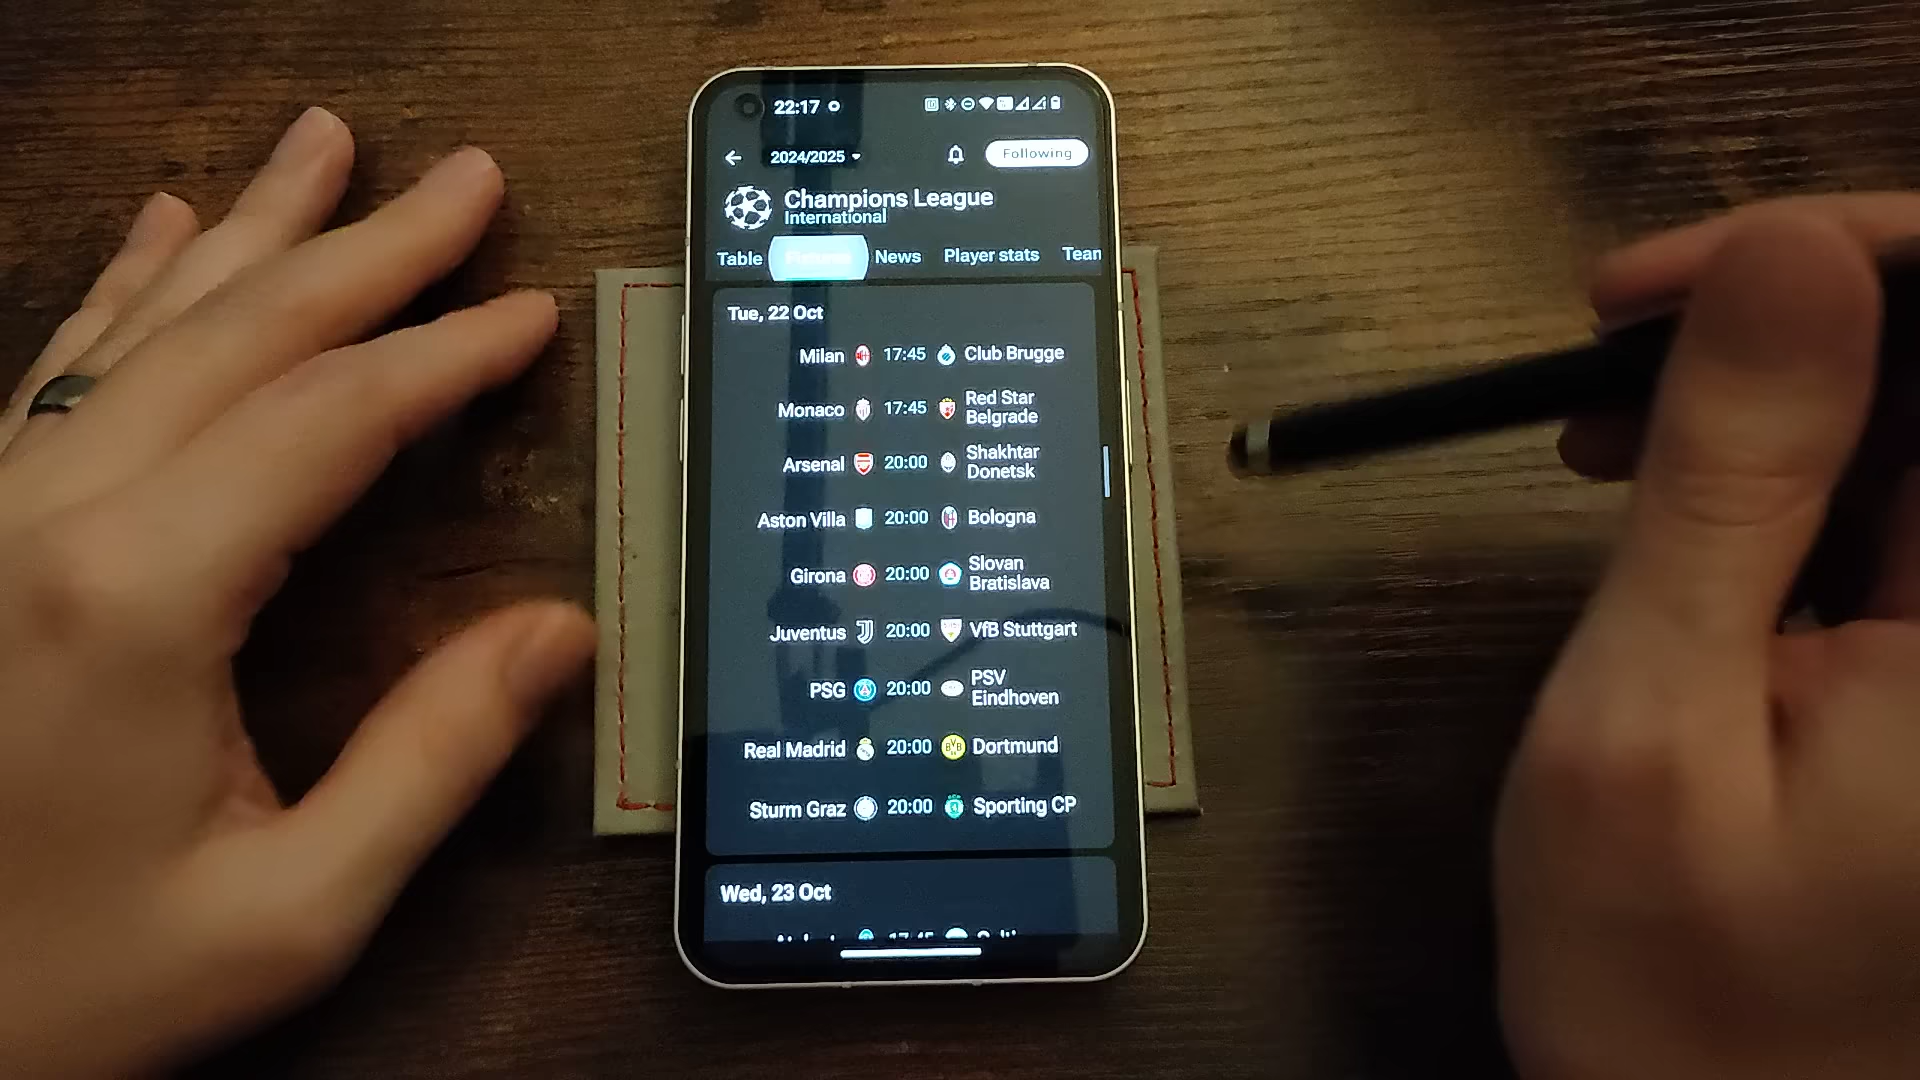 22:17
2024/2025
Following
Champions League
International
Table
News
Player stats
Team
Tue, 22 Oct
Milan 17:45 Club Brugge
Monaco 17:45 Red Star
Belgrade
Arsenal 20:00 Shakhtar
Donetsk
Aston Villa 20:00 Bologna
Girona 20:00 Slovan
Bratislava
Juventus 20:00 VfB Stuttgart
PSG 20:00 PSV
Eindhoven
Real Madrid 20:00 Dortmund
Sturm Graz 20:00 Sporting CP
Wed, 23 Oct